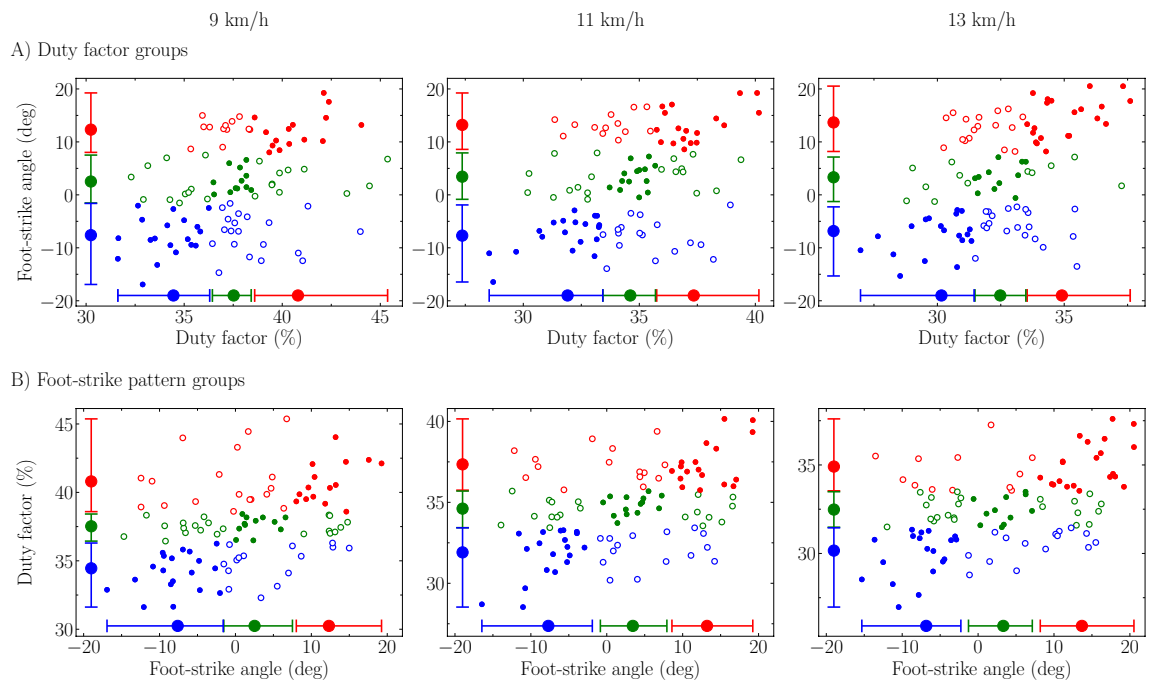 9 km/h 11 km/h 13 km/h
A) Duty factor groups
Foot-strike angle (deg)
20 20 20
10 10 10
0 0 0
−10 −10 −10
−20 −20 −20
30 35 40 45 30 35 40 30 35
Duty factor (%) Duty factor (%) Duty factor (%)
B) Foot-strike pattern groups
Duty factor (%)
45 40
40 35 35
35 30 30
30
−20 −10 0 10 20 −20 −10 0 10 20 −20 −10 0 10 20
Foot-strike angle (deg) Foot-strike angle (deg) Foot-strike angle (deg)